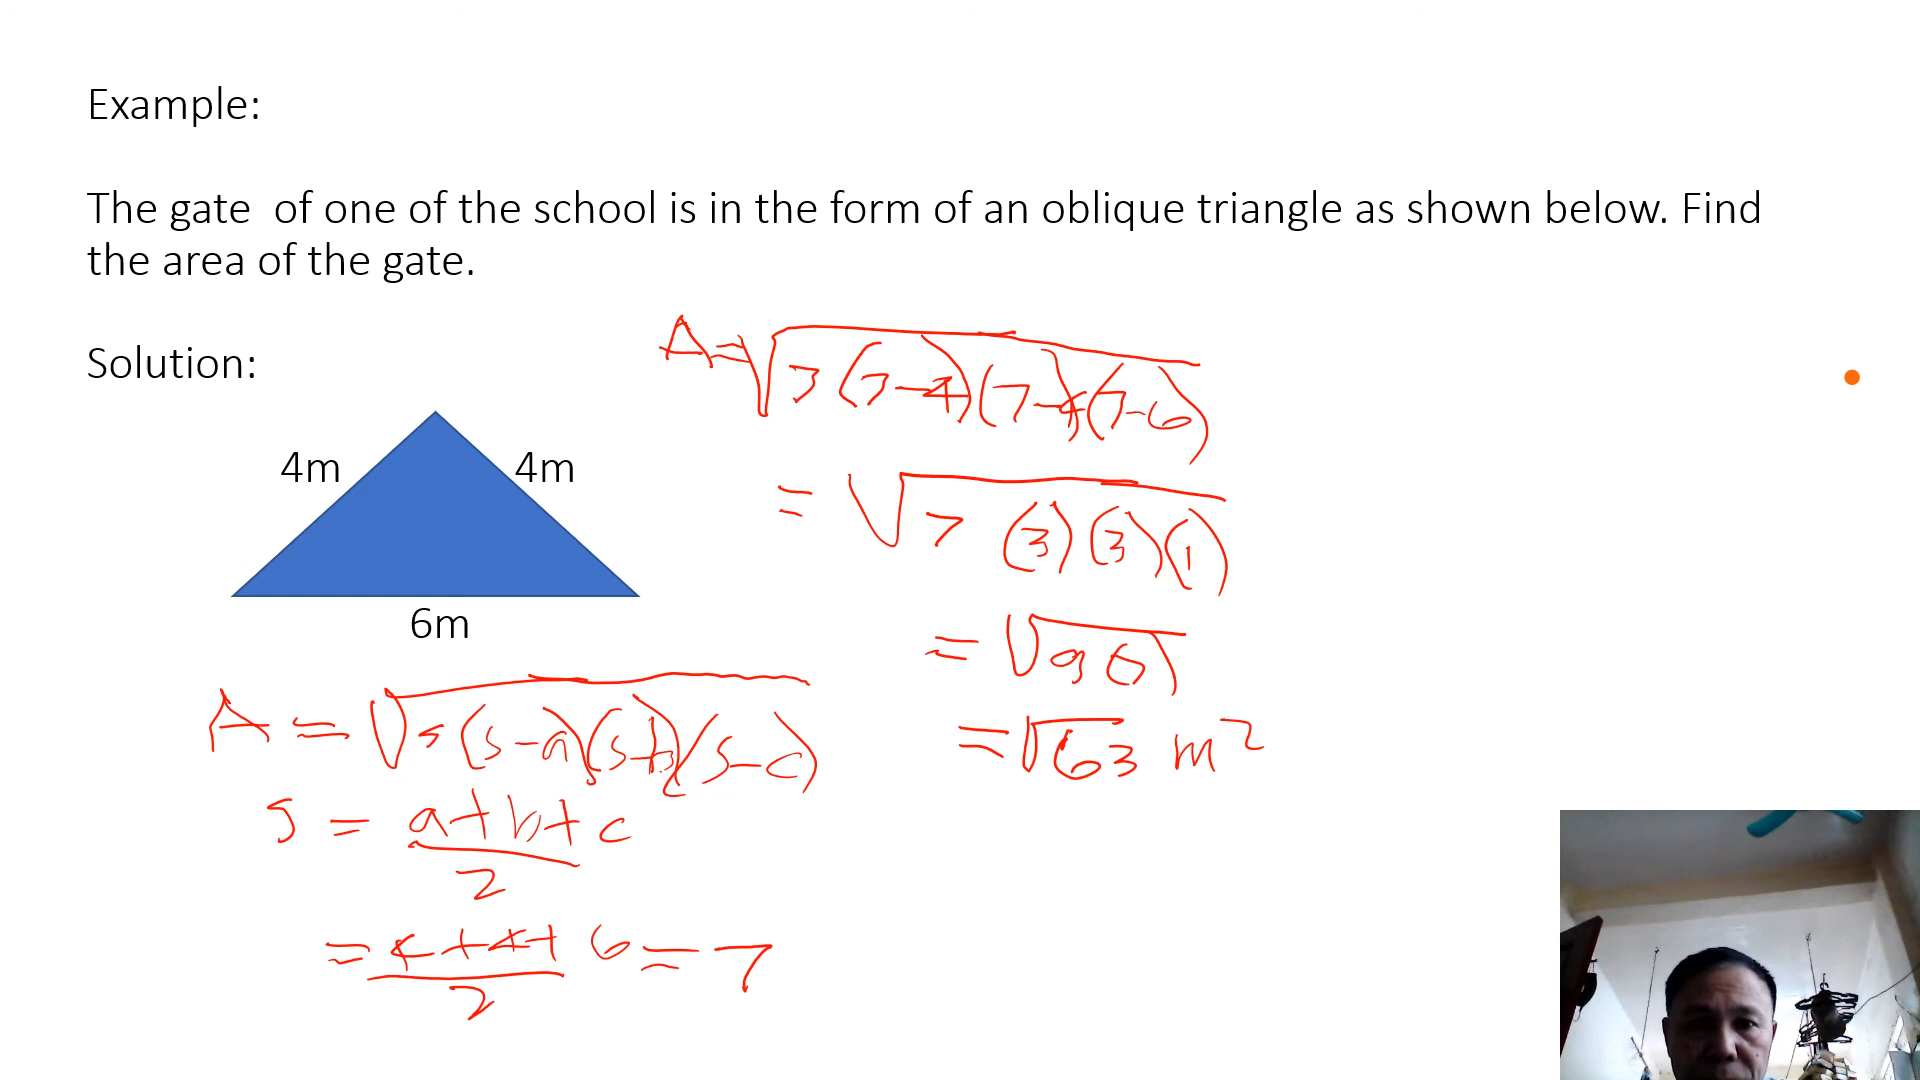 Example:
The gate of one of the school is in the form of an oblique triangle as shown below. Find
the area of the gate.
Solution:
4m
4m
6m
A = √s(s-a)(s-b)(s-c)
s = a+b+c
2
= 4+4+6 = 7
2
A = √7(7-4)(7-4)(7-6)
= √7(3)(3)(1)
= √63 m²